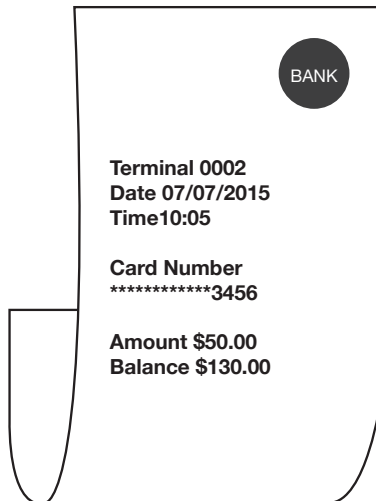 BANK
Terminal 0002
Date 07/07/2015
Time10:05
Card Number
************3456
Amount $50.00
Balance $130.00